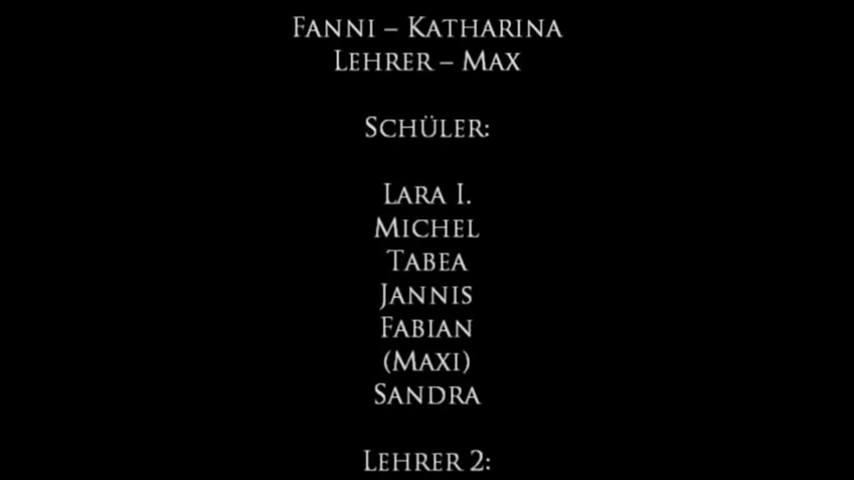 Fanni – Katharina
Lehrer – Max
Schüler:
Lara I.
Michel
Tabea
Jannis
Fabian
(Maxi)
Sandra
Lehrer 2: